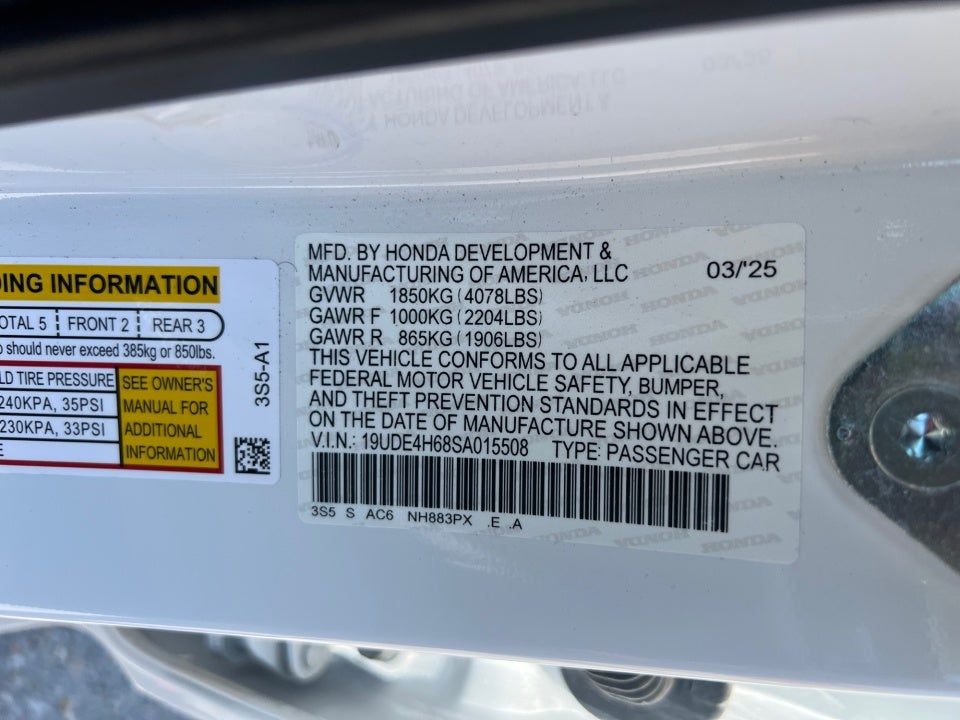 DING INFORMATION
OTAL 5 FRONT 2 REAR 3
should never exceed 385kg or 850lbs.
LD TIRE PRESSURE
240KPA, 35PSI
230KPA, 33PSI
E
SEE OWNER'S
MANUAL FOR
ADDITIONAL
INFORMATION
3S5-A1
MFD. BY HONDA DEVELOPMENT &
MANUFACTURING OF AMERICA, LLC 03/'25
GVWR 1850KG (4078LBS)
GAWR F 1000KG (2204LBS)
GAWR R 865KG (1906LBS)
THIS VEHICLE CONFORMS TO ALL APPLICABLE
FEDERAL MOTOR VEHICLE SAFETY, BUMPER,
AND THEFT PREVENTION STANDARDS IN EFFECT
ON THE DATE OF MANUFACTURE SHOWN ABOVE.
V.I.N.: 19UDE4H68SA015508 TYPE: PASSENGER CAR
3S5 S AC6 NH883PX .E .A